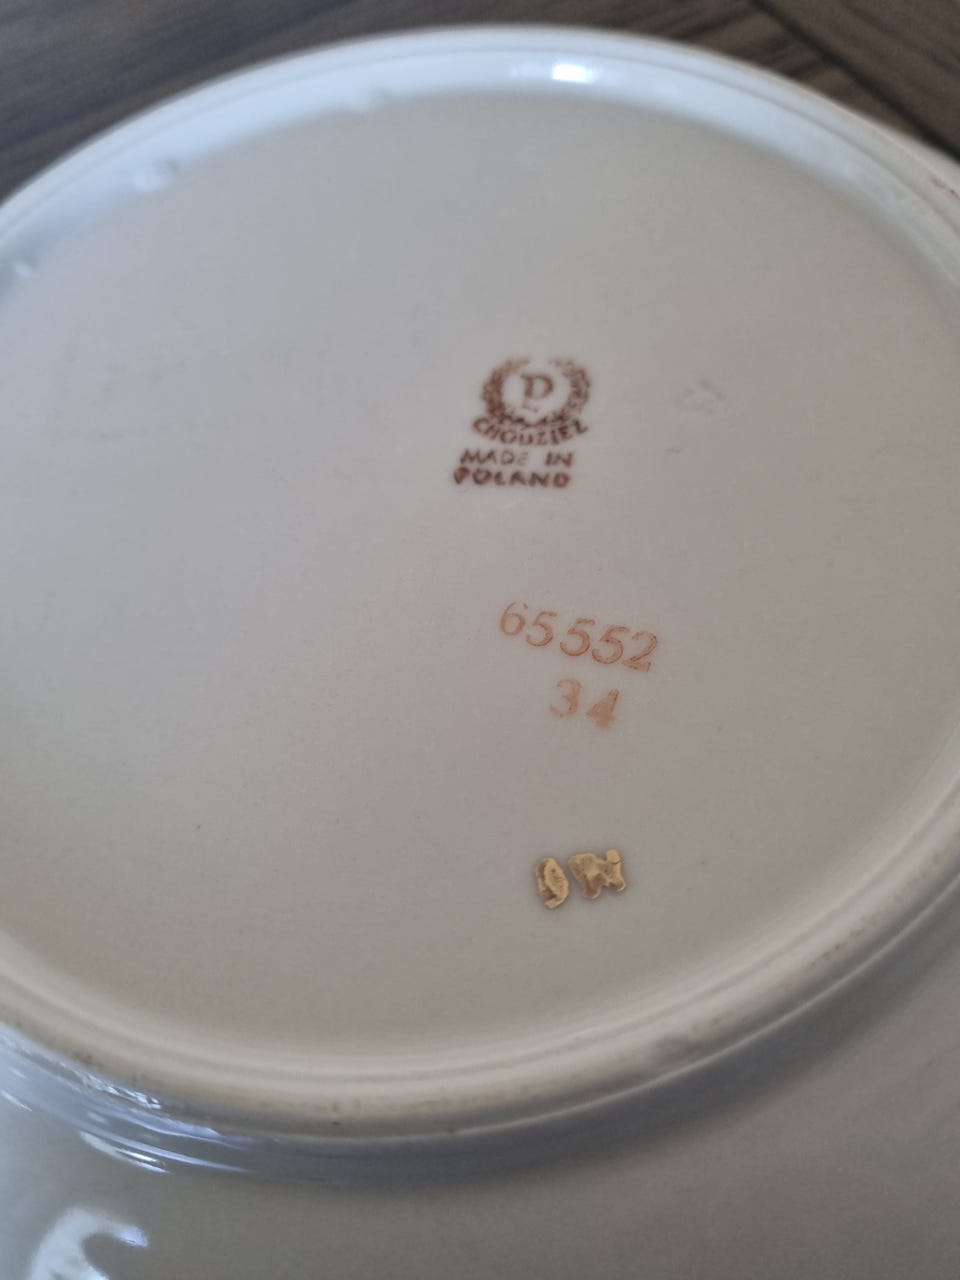 P
CHODZIEŻ
MADE IN
POLAND
65552
34